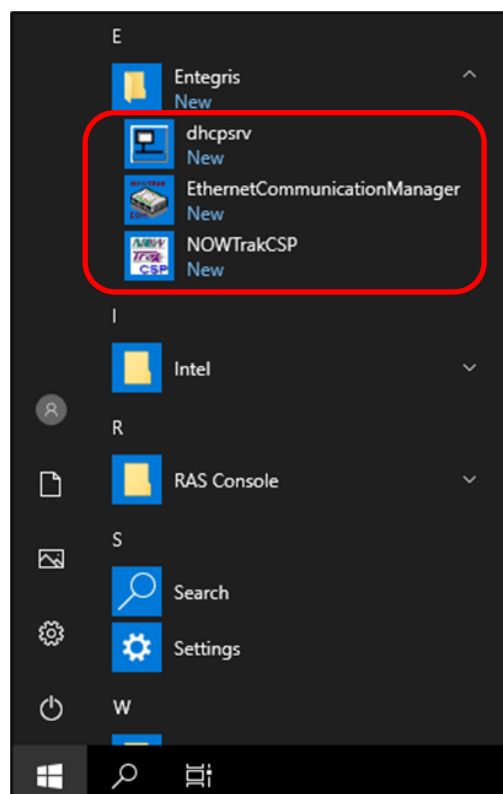 E
Entegris
New
dhcpsrv
New
EthernetCommunicationManager
New
NOWTrakCSP
New
I
Intel
R
RAS Console
S
Search
Settings
W